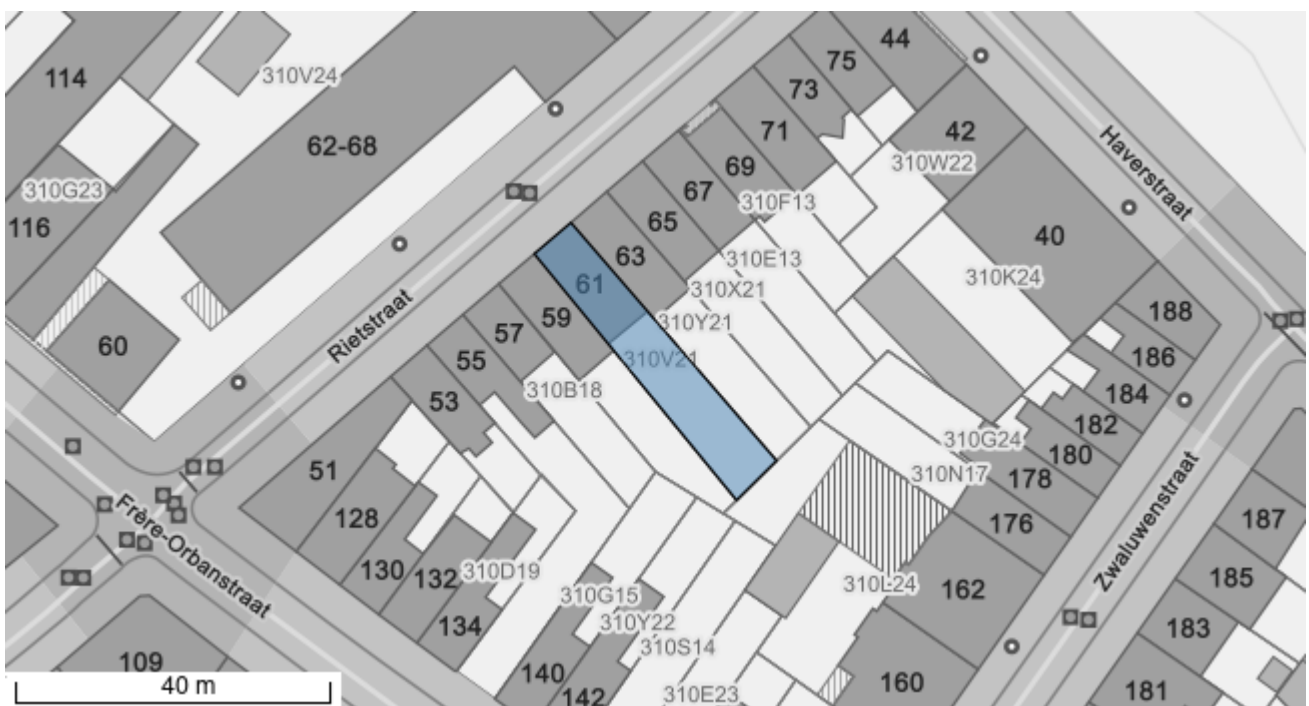 44
75
114
310V24
73
62-68
71
42
Haverstraat
310W22
69
67
310G23
310F13
116
65
40
63
310E13
310K24
61
310X21
Rietstraat
59
310Y21
188
57
60
310V21
186
55
310B18
184
53
182
310G24
180
51
310N17
178
128
176
187
Frère-Orbanstraat
Zwaluwenstraat
130
132
310D19
185
310L24
162
310G15
134
310Y22
183
310S14
109
140
160
40 m
142
310E23
181